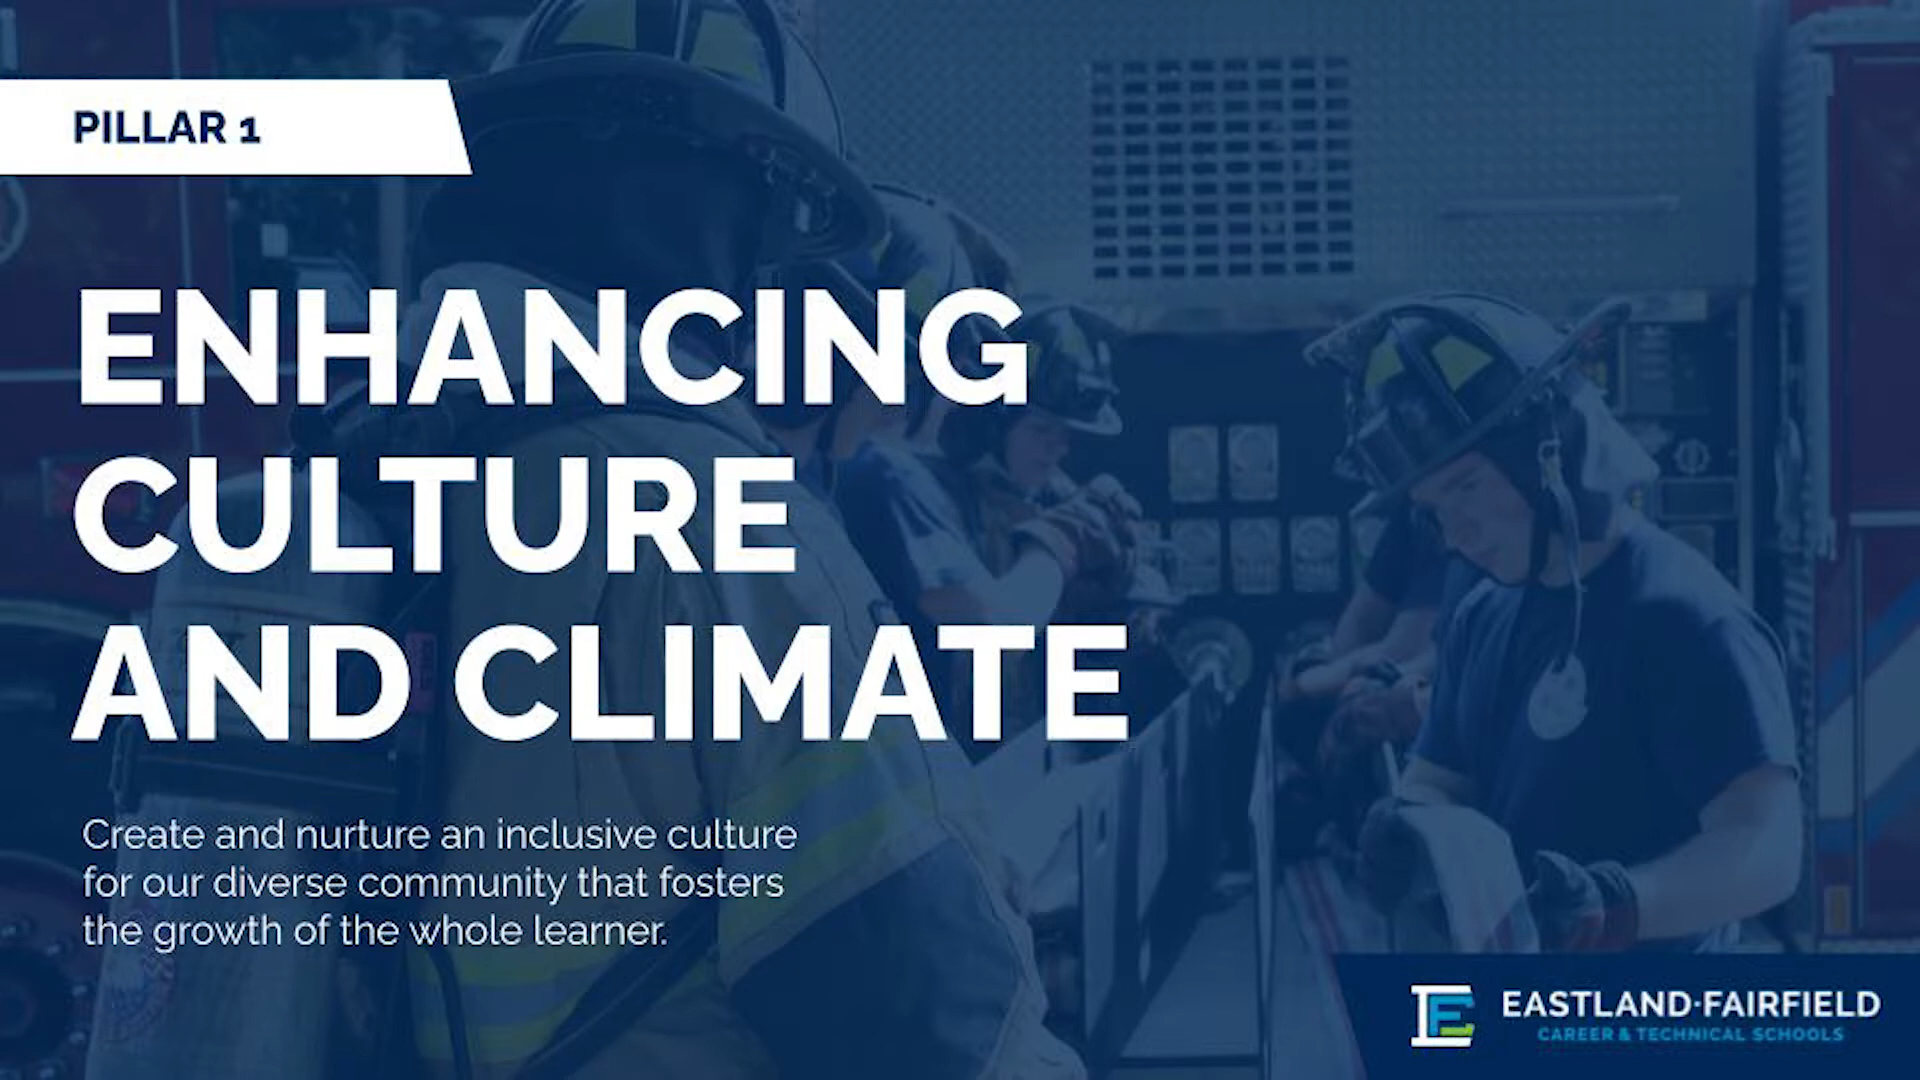 PILLAR 1
ENHANCING
CULTURE
AND CLIMATE
Create and nurture an inclusive culture
for our diverse community that fosters
the growth of the whole learner.
EASTLAND·FAIRFIELD
CAREER & TECHNICAL SCHOOLS